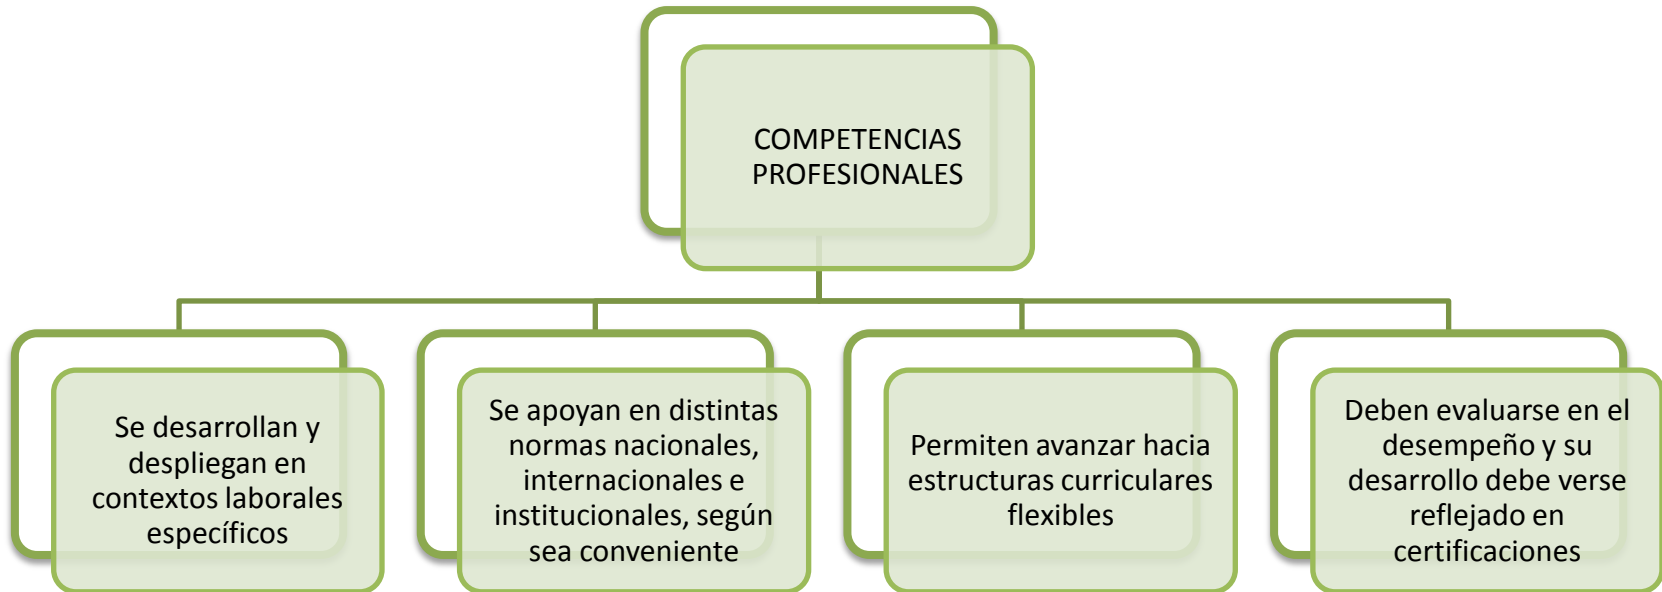 COMPETENCIAS
PROFESIONALES
Se desarrollan y
despliegan en
contextos laborales
específicos
Se apoyan en distintas
normas nacionales,
internacionales e
institucionales, según
sea conveniente
Permiten avanzar hacia
estructuras curriculares
flexibles
Deben evaluarse en el
desempeño y su
desarrollo debe verse
reflejado en
certificaciones